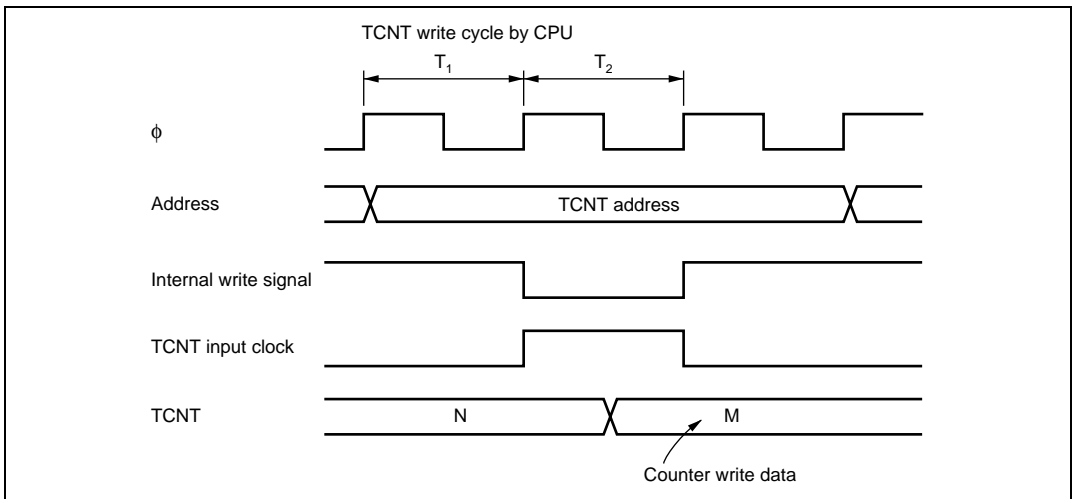 TCNT write cycle by CPU
T1 T2
ϕ
Address TCNT address
Internal write signal
TCNT input clock
TCNT N M
Counter write data